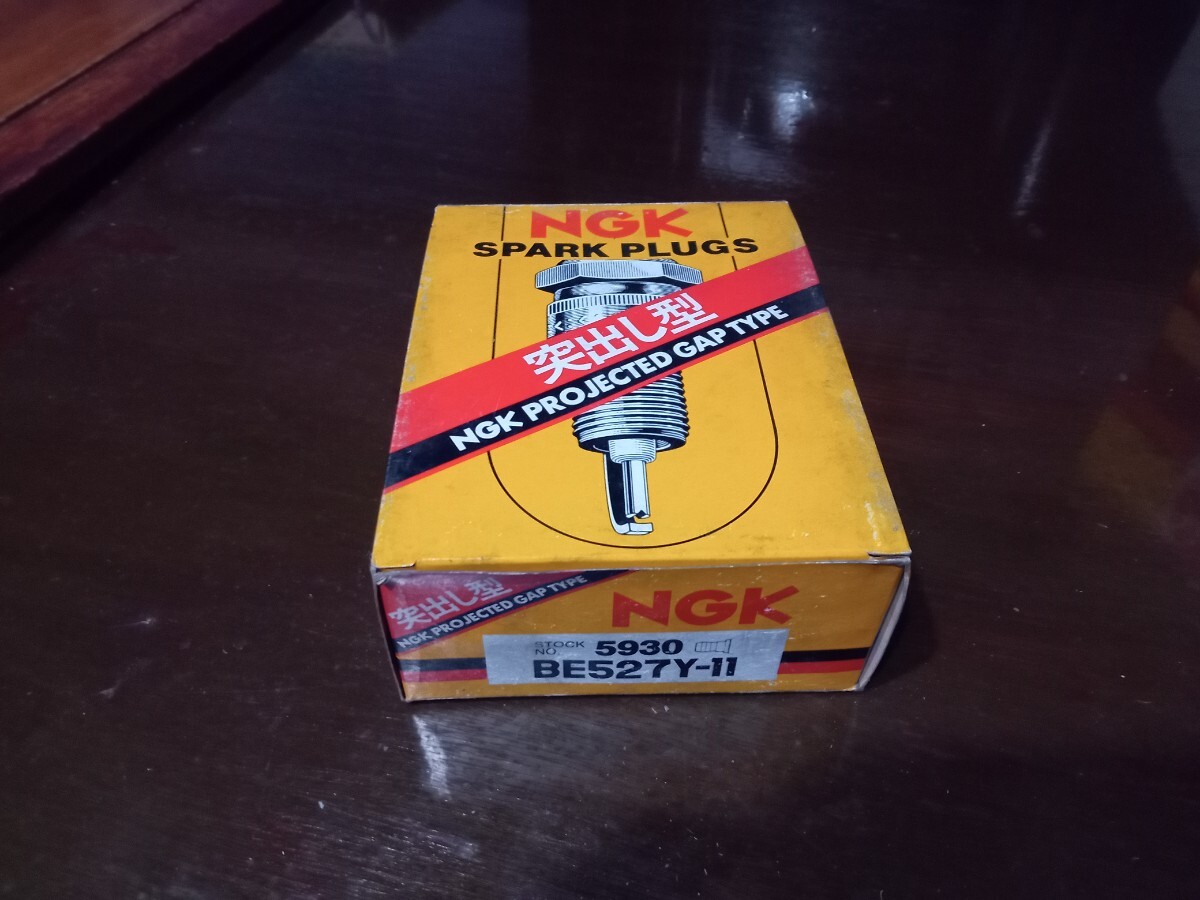 NGK
SPARK PLUGS
突出し型
NGK PROJECTED GAP TYPE
突出し型
NGK PROJECTED GAP TYPE
NGK
STOCK NO. 5930
BE527Y-11